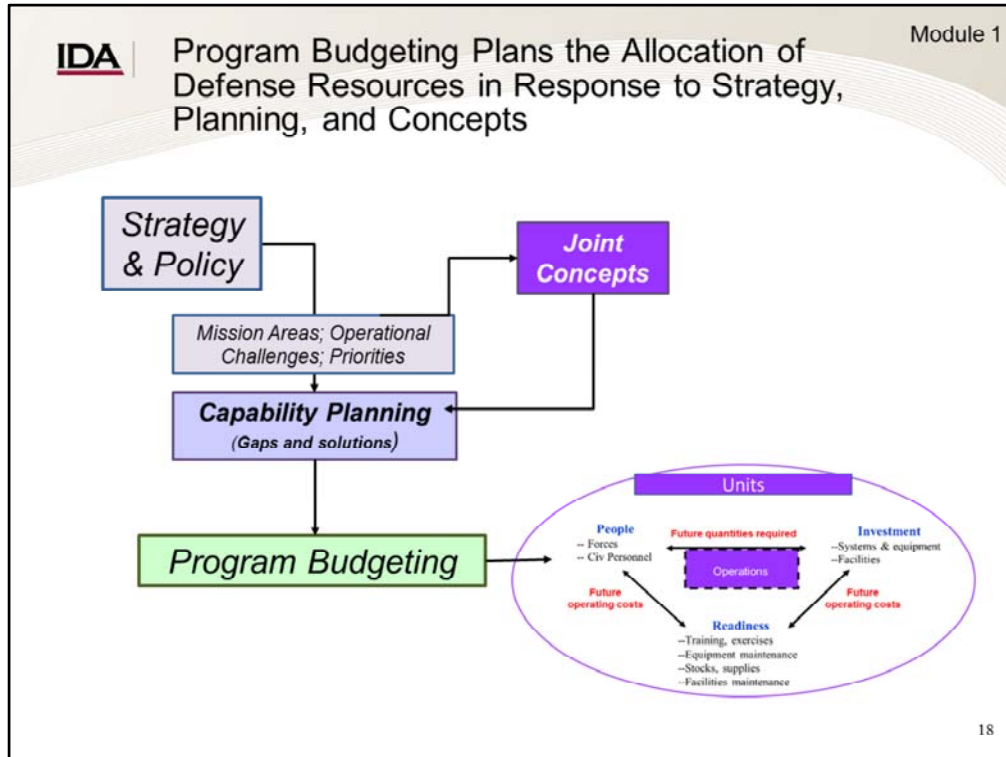 Module 1
IDA
Program Budgeting Plans the Allocation of
Defense Resources in Response to Strategy,
Planning, and Concepts
Strategy
& Policy
Joint
Concepts
Mission Areas; Operational
Challenges; Priorities
Capability Planning
(Gaps and solutions)
Program Budgeting
Units
People
-- Forces
-- Civ Personnel
Future quantities required
Investment
--Systems & equipment
--Facilities
Operations
Future
operating costs
Future
operating costs
Readiness
--Training, exercises
--Equipment maintenance
--Stocks, supplies
--Facilities maintenance
18